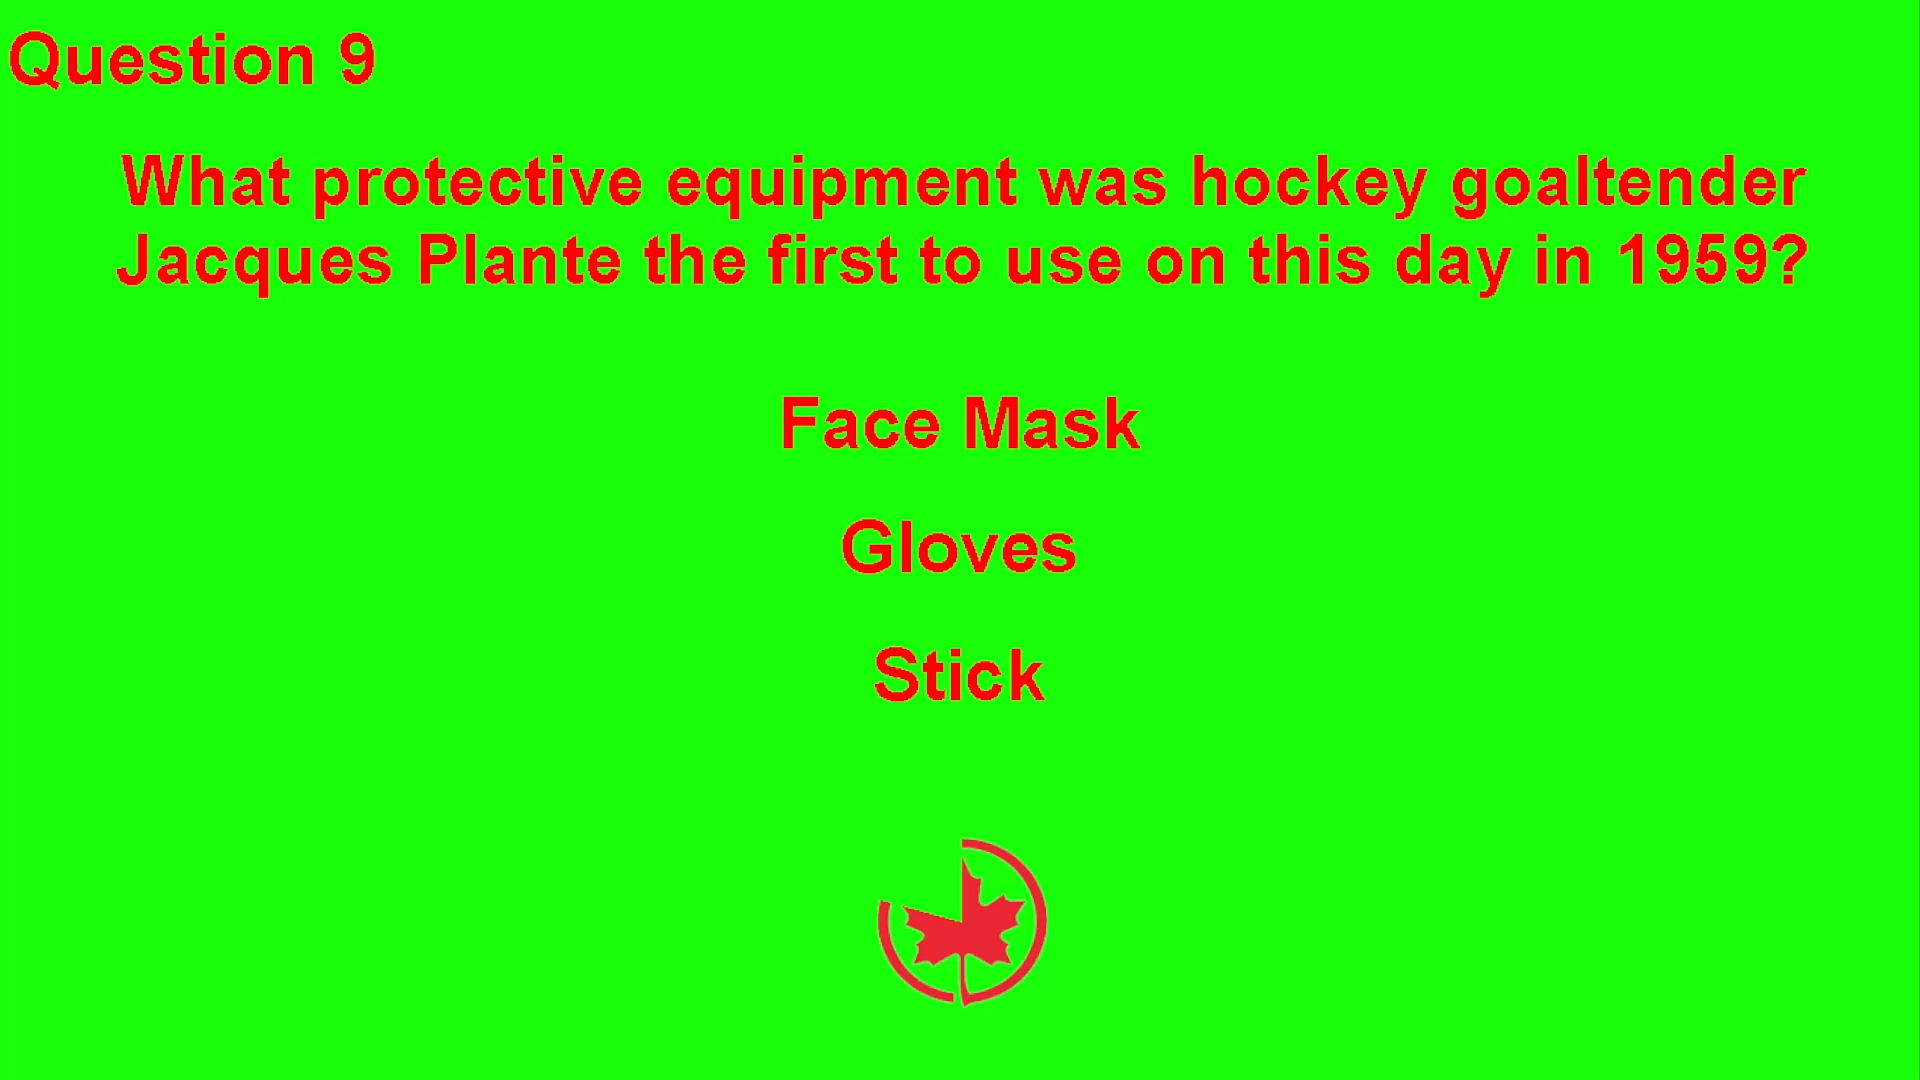 Question 9
What protective equipment was hockey goaltender
Jacques Plante the first to use on this day in 1959?
Face Mask
Gloves
Stick